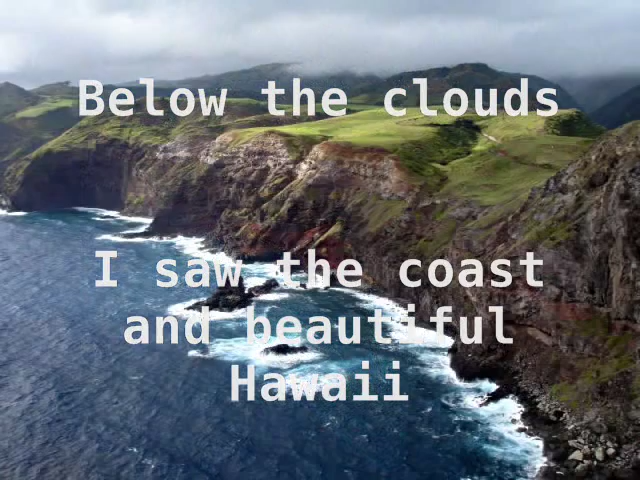 Below the clouds
I saw the coast
and beautiful
Hawaii